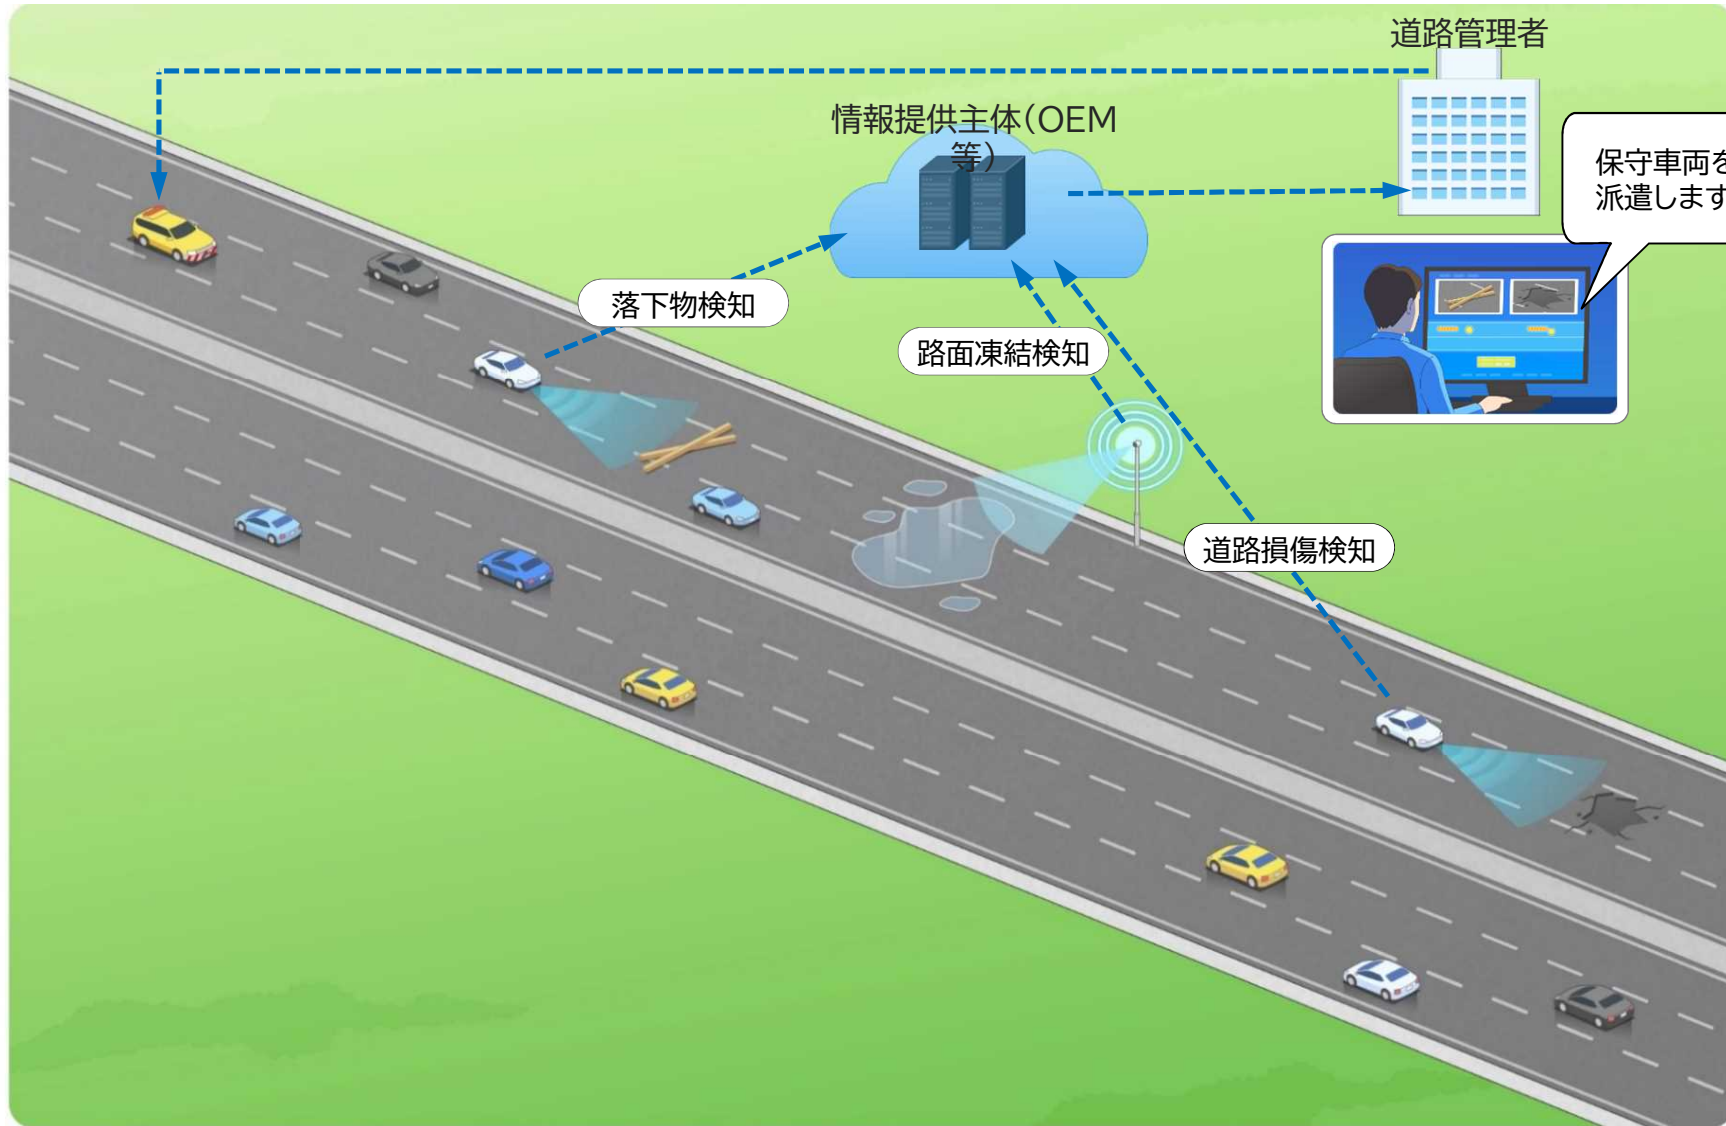 道路管理者
情報提供主体(OEM
等)
保守車両を
派遣します
落下物検知
路面凍結検知
道路損傷検知